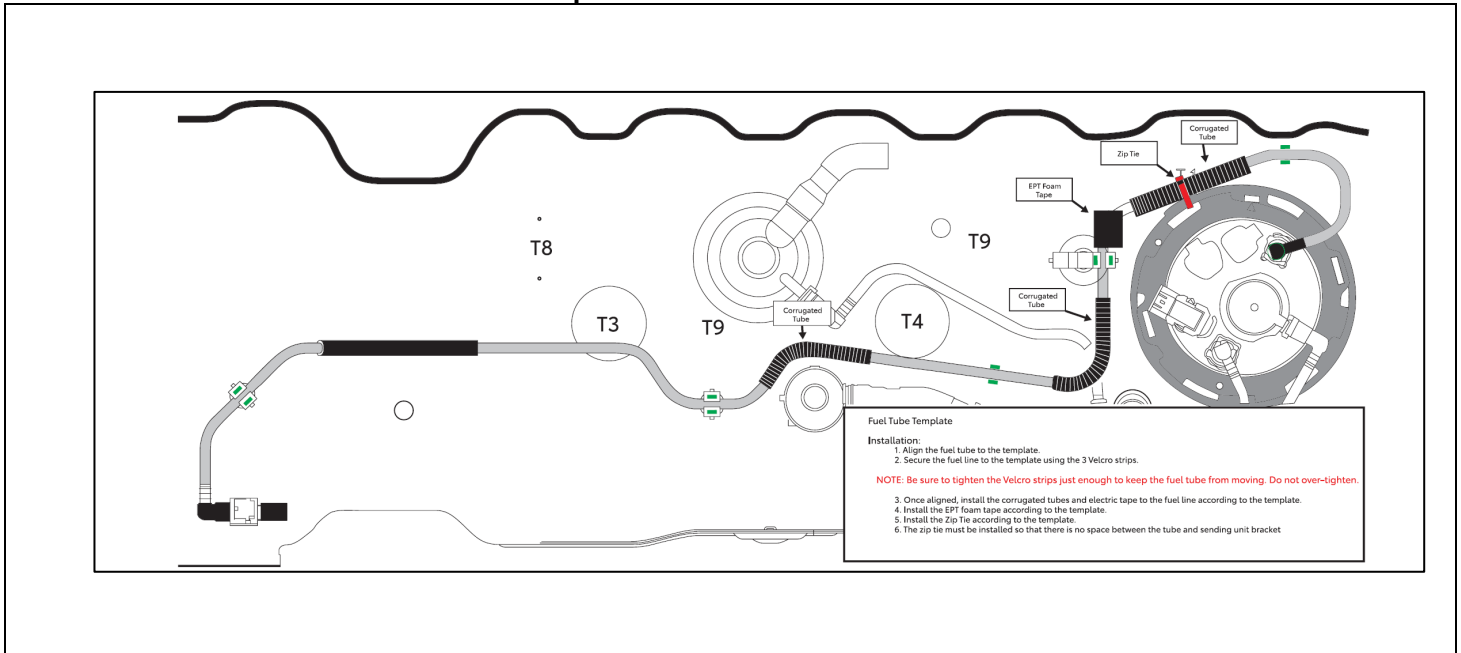 Corrugated
Tube
Zip Tie
EPT Foam
Tape
T8
T9
T3
T9
Corrugated
Tube
T4
Corrugated
Tube
Fuel Tube Template
Installation:
1. Align the fuel tube to the template.
2. Secure the fuel line to the template using the 3 Velcro strips.
NOTE: Be sure to tighten the Velcro strips just enough to keep the fuel tube from moving. Do not over-tighten.
3. Once aligned, install the corrugated tubes and electric tape to the fuel line according to the template.
4. Install the EPT foam tape according to the template.
5. Install the Zip Tie according to the template.
6. The zip tie must be installed so that there is no space between the tube and sending unit bracket